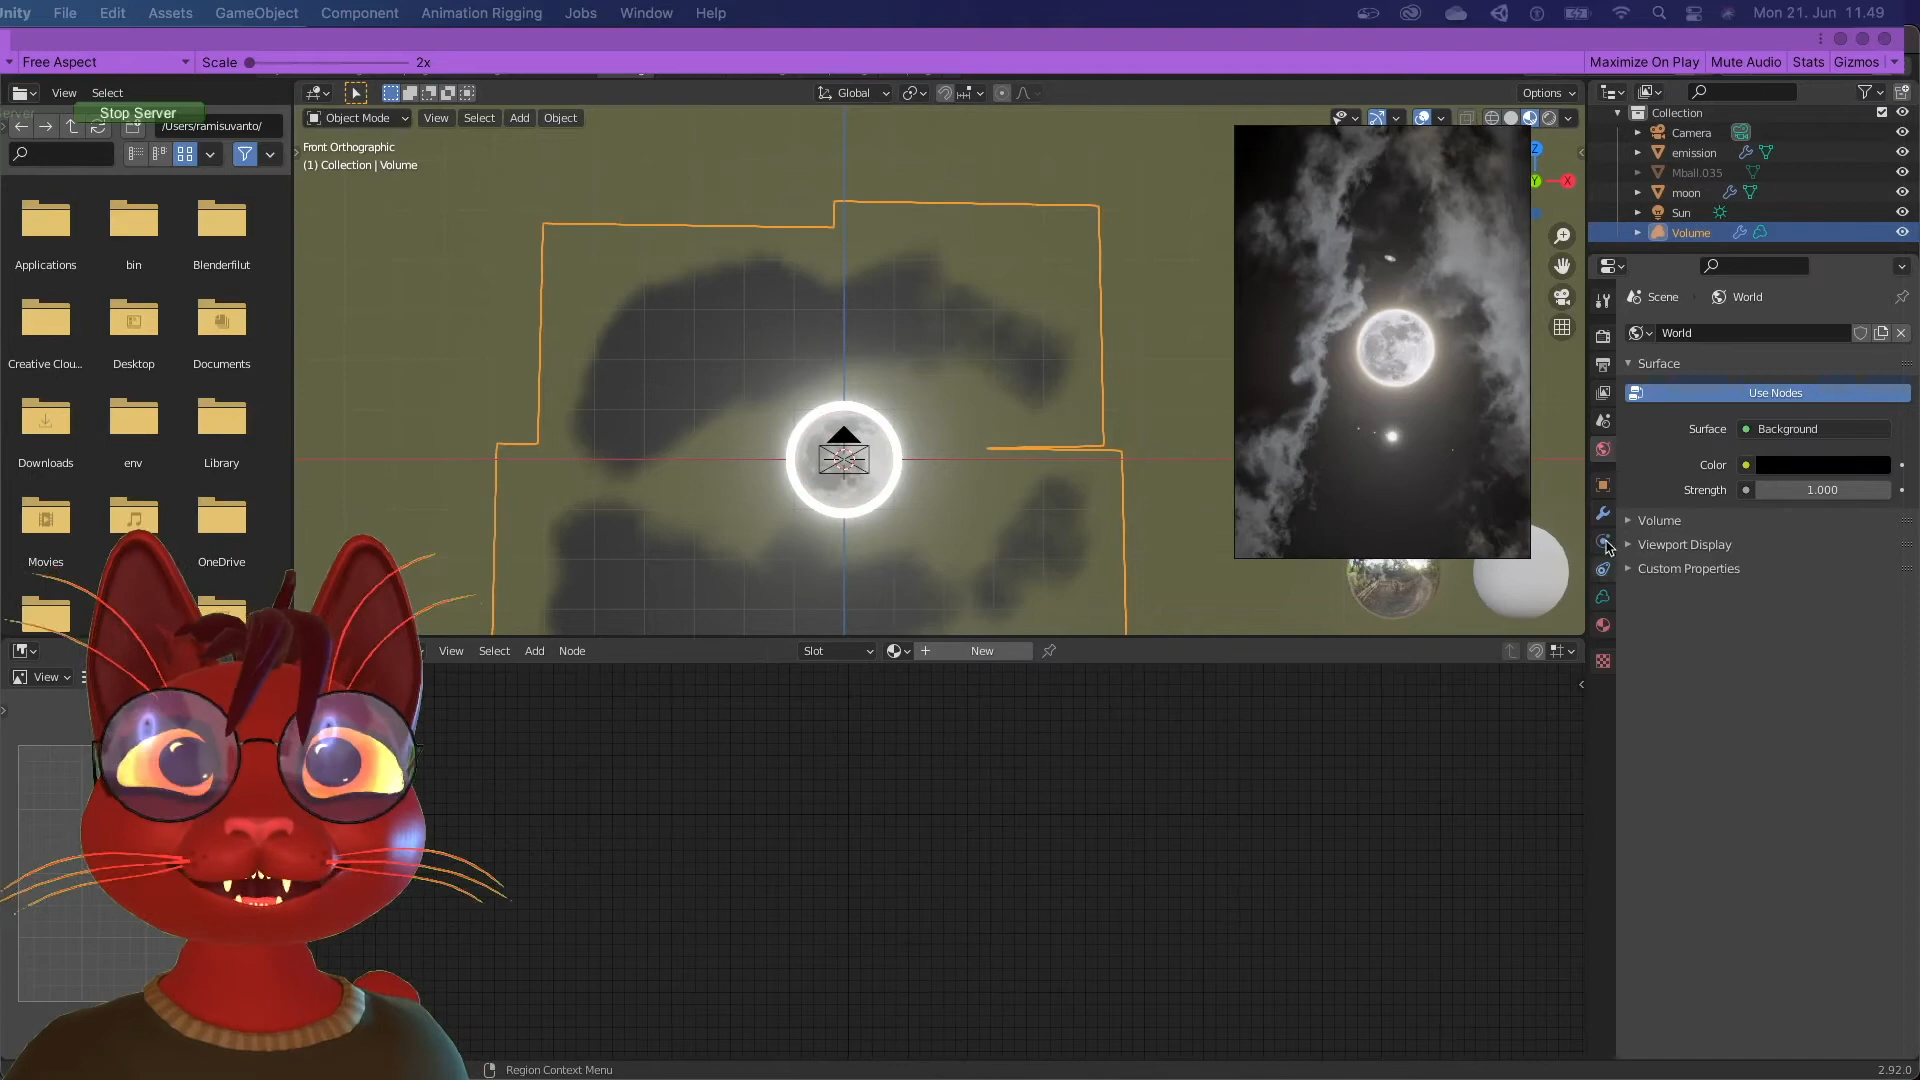 Unity File Edit Assets GameObject Component Animation Rigging Jobs Window Help Mon 21. Jun 11.49
Free Aspect Scale 2x Maximize On Play Mute Audio Stats Gizmos
View Select Global Options
Stop Server
/Users/ramisuvanto/
Object Mode View Select Add Object
Front Orthographic
(1) Collection | Volume
Z
Y X
Applications bin Blenderfilut
Creative Clou... Desktop Documents
Downloads env Library
Movies OneDrive
Collection
Camera
emission
Mball.035
moon
Sun
Volume
Scene World
World
Surface
Use Nodes
Surface Background
Color
Strength 1.000
Volume
Viewport Display
Custom Properties
View Select Add Node Slot New
View
Region Context Menu 2.92.0